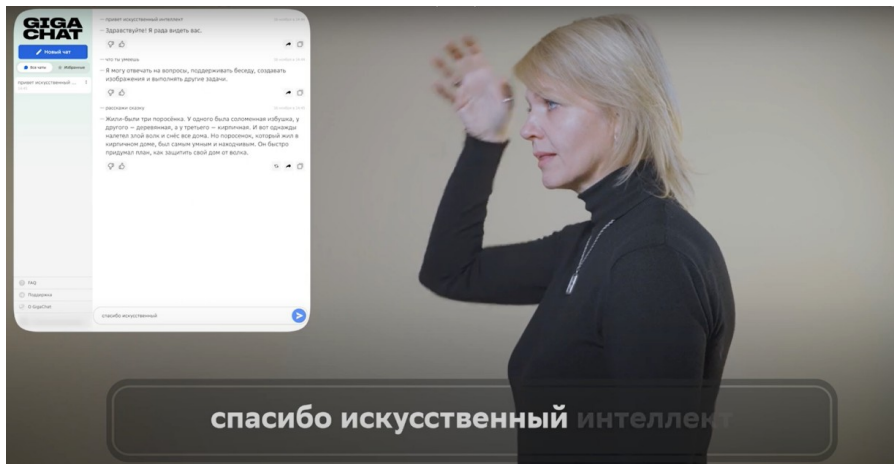 GIGA
CHAT
Новый чат
Все чаты
Избранные
привет искусственный ...
— привет искусственный интеллект
— Здравствуйте! Я рада видеть вас.
— что ты умеешь
— Я могу отвечать на вопросы, поддерживать беседу, создавать
изображения и выполнять другие задачи.
— расскажи сказку
— Жили-были три поросёнка. У одного была соломенная избушка, у
другого — деревянная, а у третьего — кирпичная. И вот однажды
налетел злой волк и снёс все дома. Но поросенок, который жил в
кирпичном доме, был самым умным и находчивым. Он быстро
придумал план, как защитить свой дом от волка.
FAQ
Поддержка
О GigaChat
спасибо искусственный
спасибо искусственный интеллект